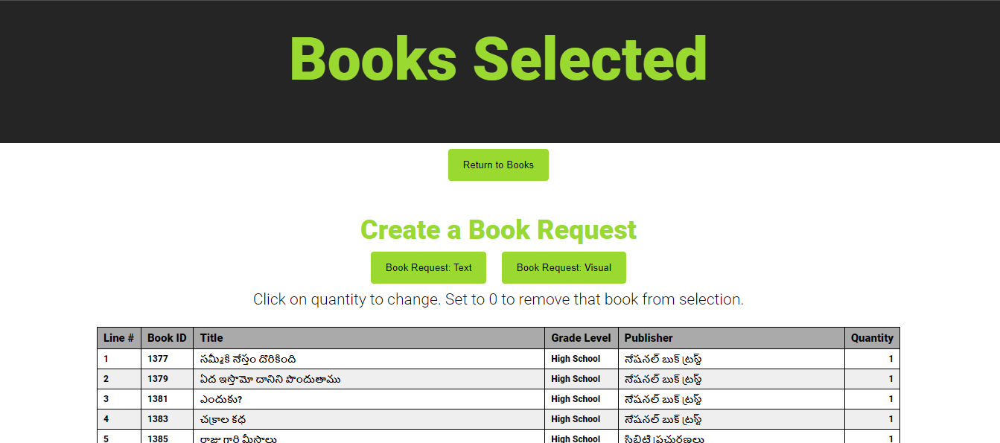 Books Selected
Return to Books
Create a Book Request
Book Request: Text Book Request: Visual
Click on quantity to change. Set to 0 to remove that book from selection.
Line # Book ID Title Grade Level Publisher Quantity
1 1377 సమ్మికి నేస్తం దొరికింది High School నేషనల్ బుక్ ట్రస్ట్ 1
2 1379 ఏది ఇస్తామో దానిని పొందుతాము High School నేషనల్ బుక్ ట్రస్ట్ 1
3 1381 ఎందుకు? High School నేషనల్ బుక్ ట్రస్ట్ 1
4 1383 చక్రాల కధ High School నేషనల్ బుక్ ట్రస్ట్ 1
5 1385 రాజు గారి మీసాలు High School సిబిటి ప్రచురణలు 1